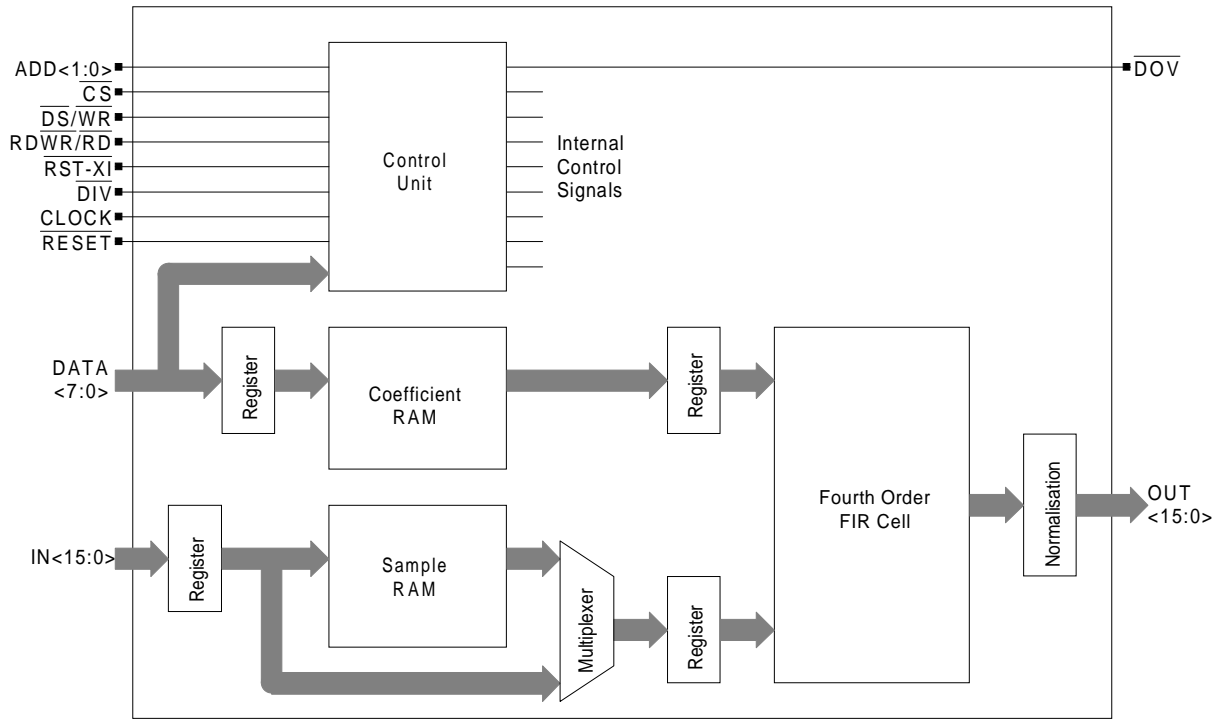 ADD<1:0>
CS
DS/WR
RDWR/RD
RST-XI
DIV
CLOCK
RESET
Control
Unit
Internal
Control
Signals
DOV
DATA
<7:0>
Register
Coefficient
RAM
Register
Fourth Order
FIR Cell
Normalisation
OUT
<15:0>
IN<15:0>
Register
Sample
RAM
Multiplexer
Register